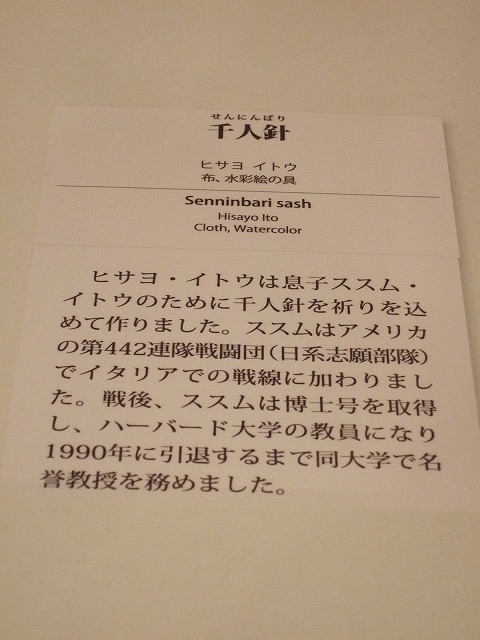 せんにんばり
千人針
ヒサヨ イトウ
布、水彩絵の具
Senninbari sash
Hisayo Ito
Cloth, Watercolor
ヒサヨ・イトウは息子ススム・
イトウのために千人針を祈りを込
めて作りました。ススムはアメリカ
の第442連隊戦闘団(日系志願部隊)
でイタリアでの戦線に加わりまし
た。戦後、ススムは博士号を取得
し、ハーバード大学の教員になり
1990年に引退するまで同大学で名
誉教授を務めました。